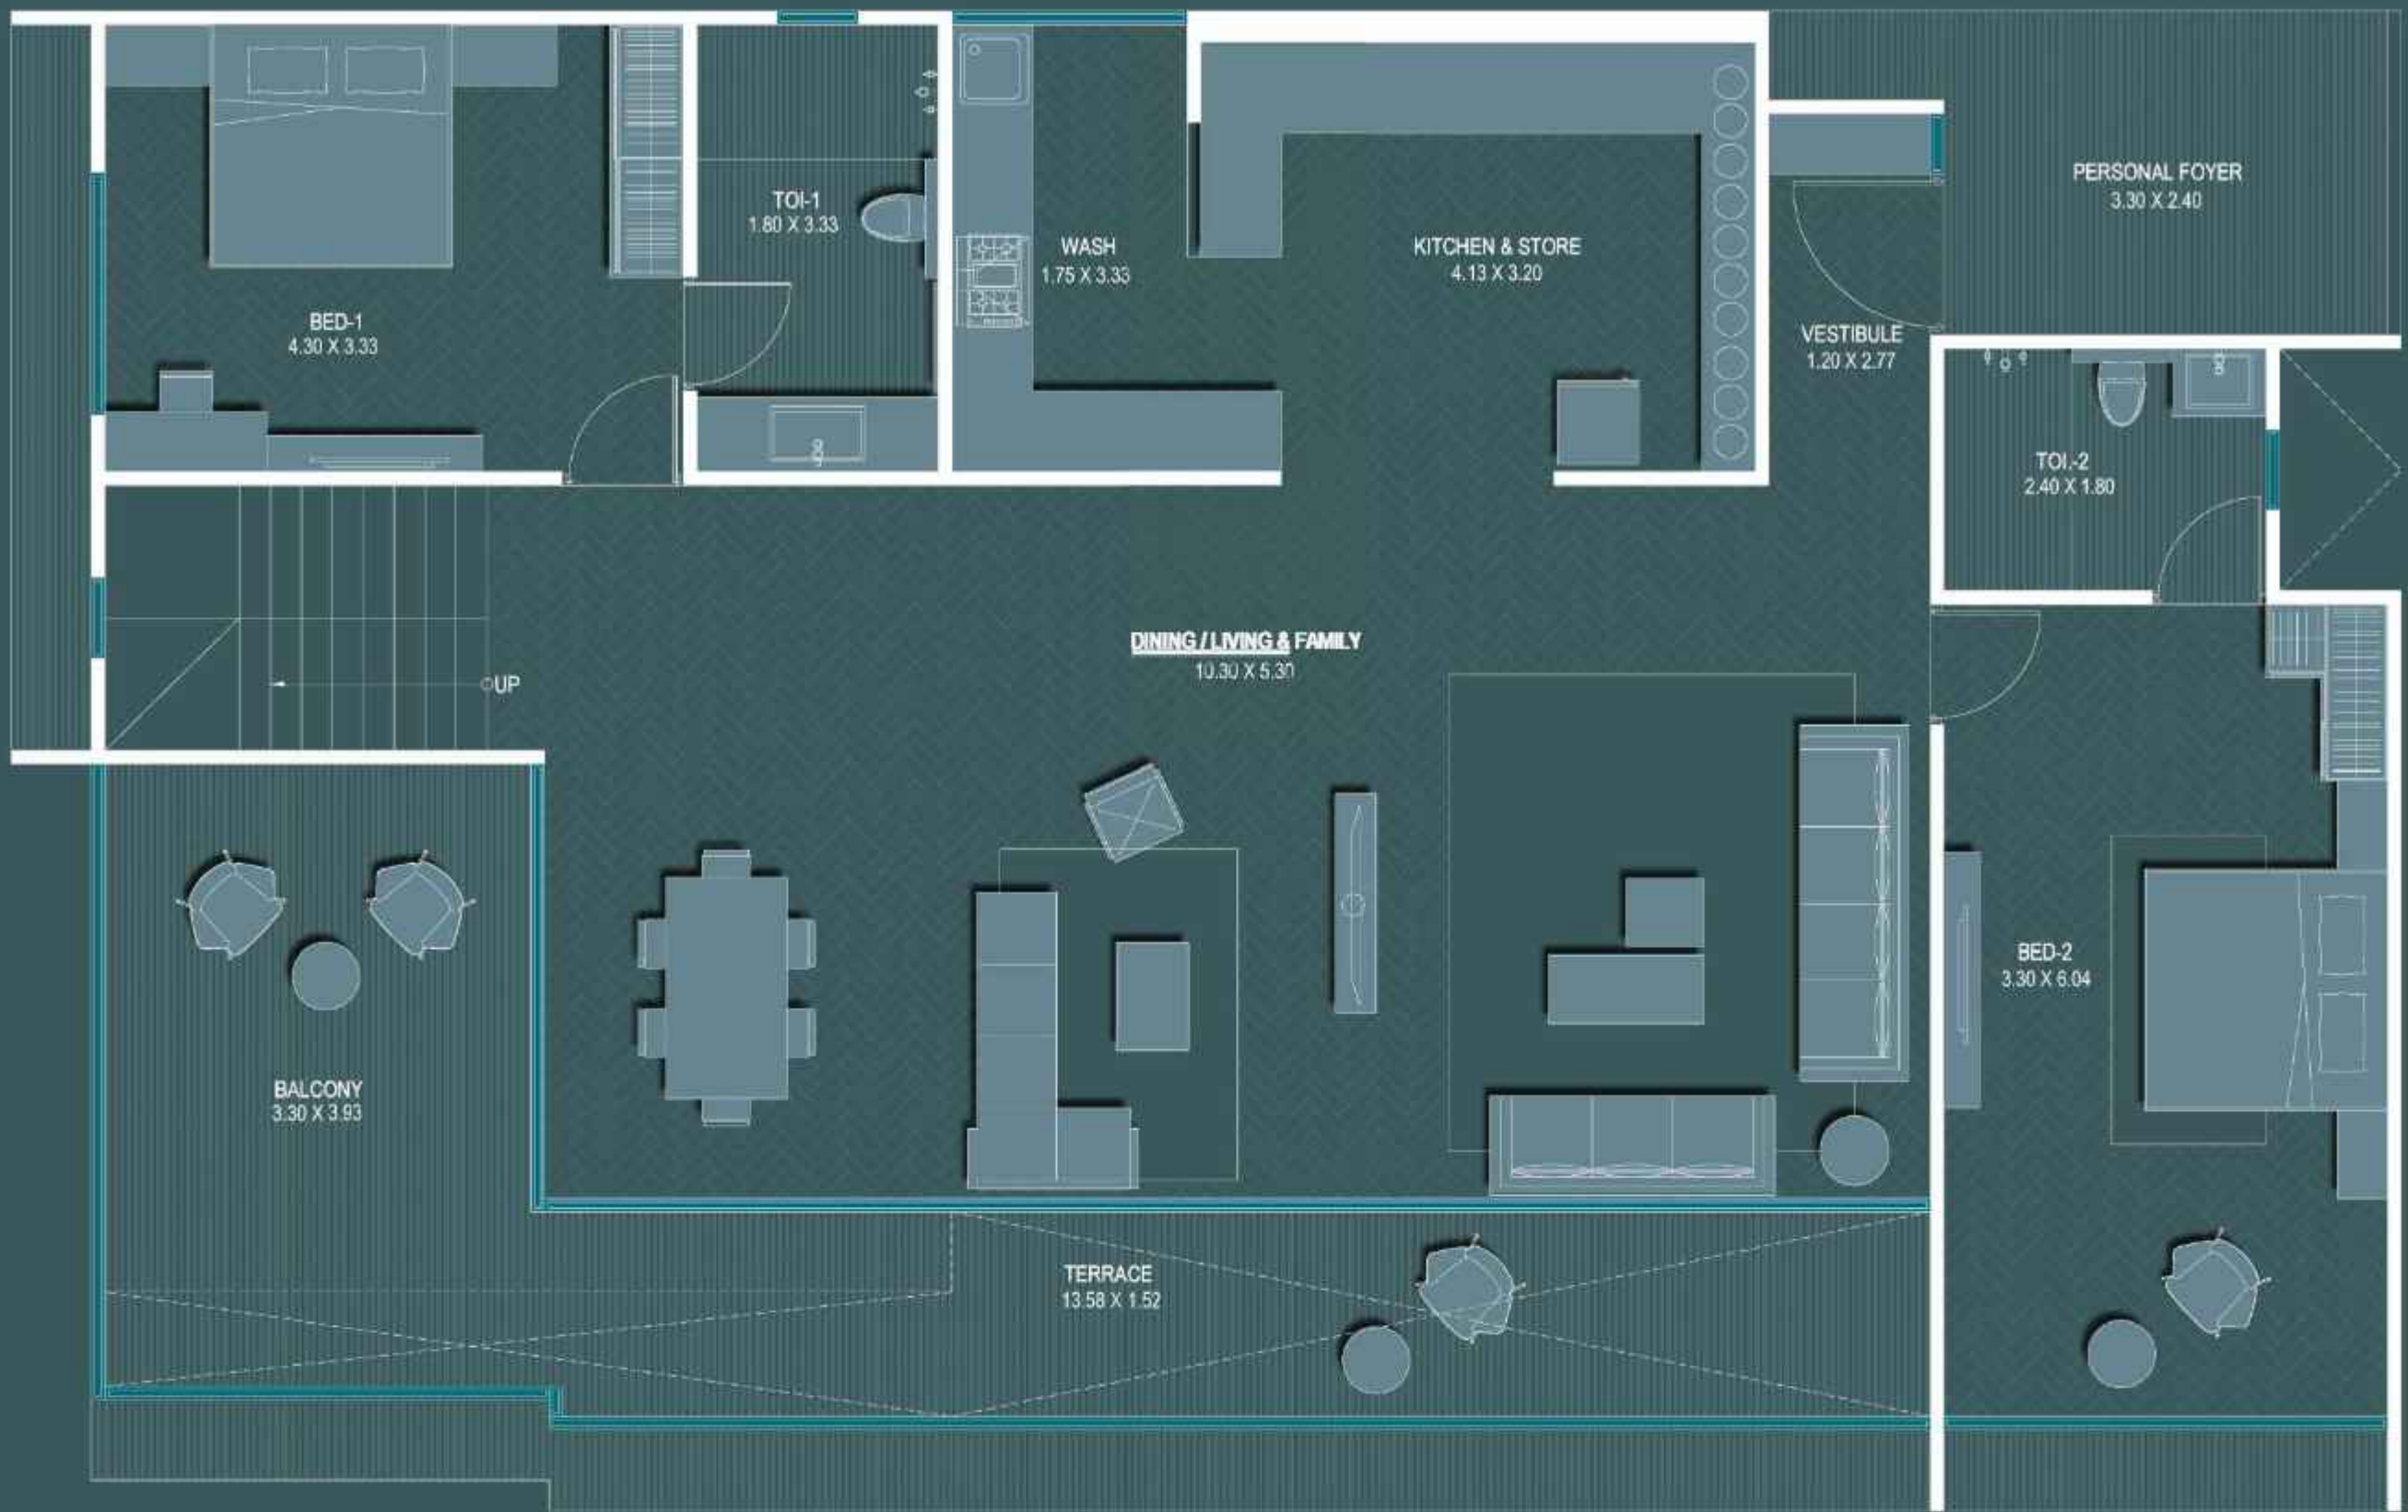 PERSONAL FOYER
3.30 X 2.40
TOI-1
1.80 X 3.33
WASH
1.75 X 3.33
KITCHEN & STORE
4.13 X 3.20
BED-1
4.30 X 3.33
VESTIBULE
1.20 X 2.77
TOI.-2
2.40 X 1.80
DINING / LIVING & FAMILY
10.30 X 5.30
UP
BED-2
3.30 X 6.04
BALCONY
3.30 X 3.93
TERRACE
13.58 X 1.52